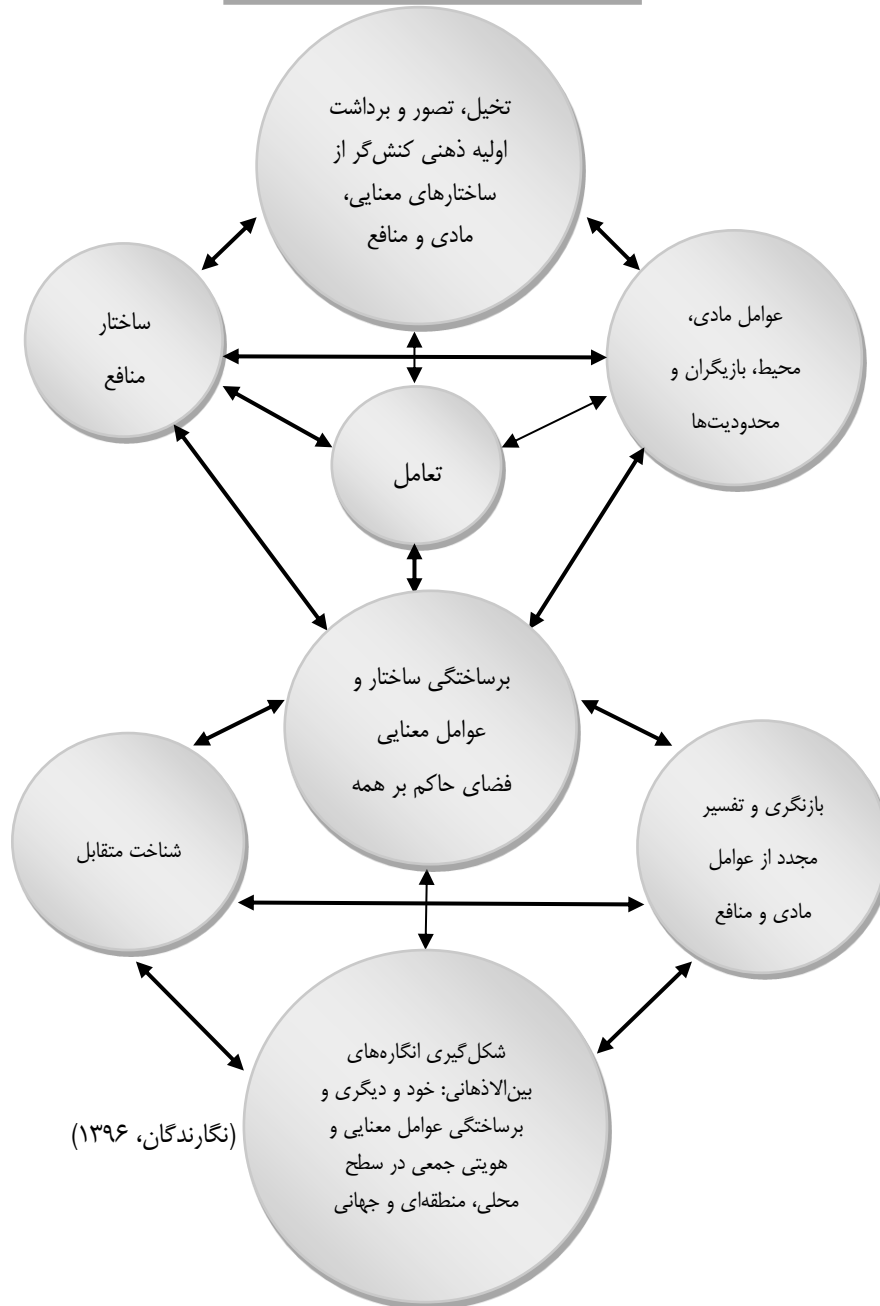 تخیل، تصور و برداشت
اولیه ذهنی کنش‌گر از
ساختارهای معنایی،
مادی و منافع
عوامل مادی،
محیط، بازیگران و
محدودیت‌ها
ساختار
منافع
تعامل
برساختگی ساختار و
عوامل معنایی
فضای حاکم بر همه
بازنگری و تفسیر
مجدد از عوامل
مادی و منافع
شناخت متقابل
شکل‌گیری انگاره‌های
بین‌الاذهانی: خود و دیگری و
برساختگی عوامل معنایی و
هویتی جمعی در سطح
محلی، منطقه‌ای و جهانی
(نگارندگان، ۱۳۹۶)